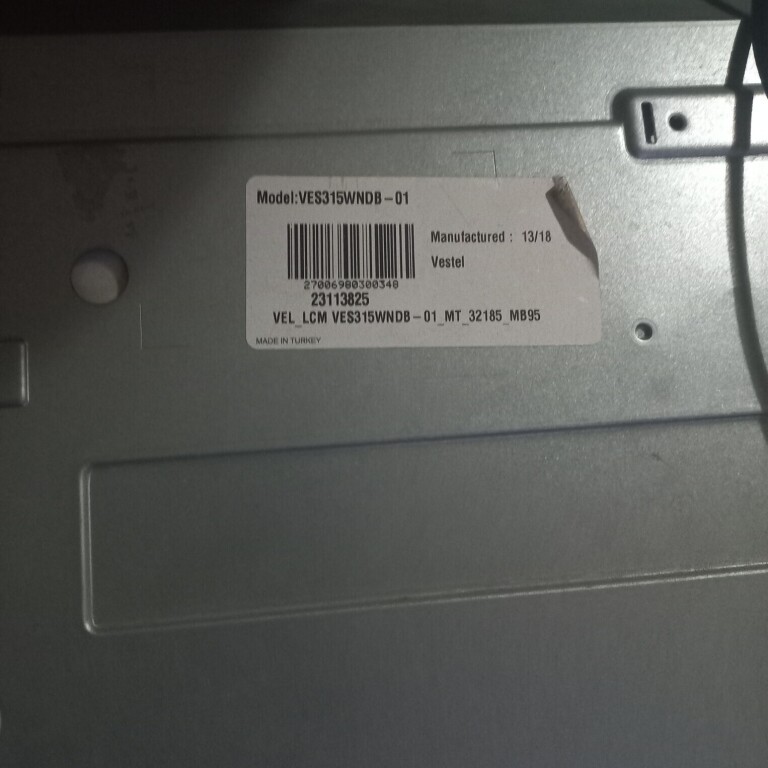 Model:VES315WNDB-01
Manufactured : 13/18
Vestel
27006980300348
23113825
VEL_LCM VES315WNDB-01_MT_32185_MB95
MADE IN TURKEY